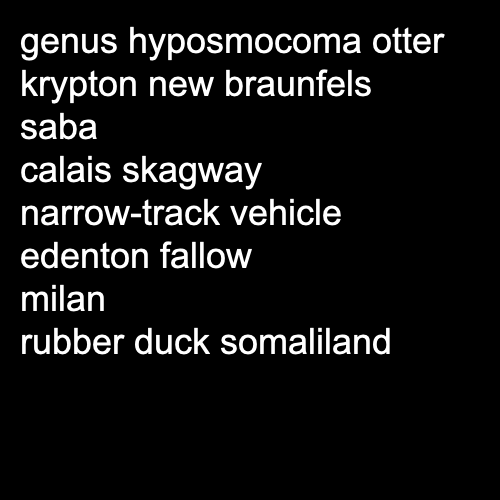 genus hyposmocoma otter
krypton new braunfels
saba
calais skagway
narrow-track vehicle
edenton fallow
milan
rubber duck somaliland